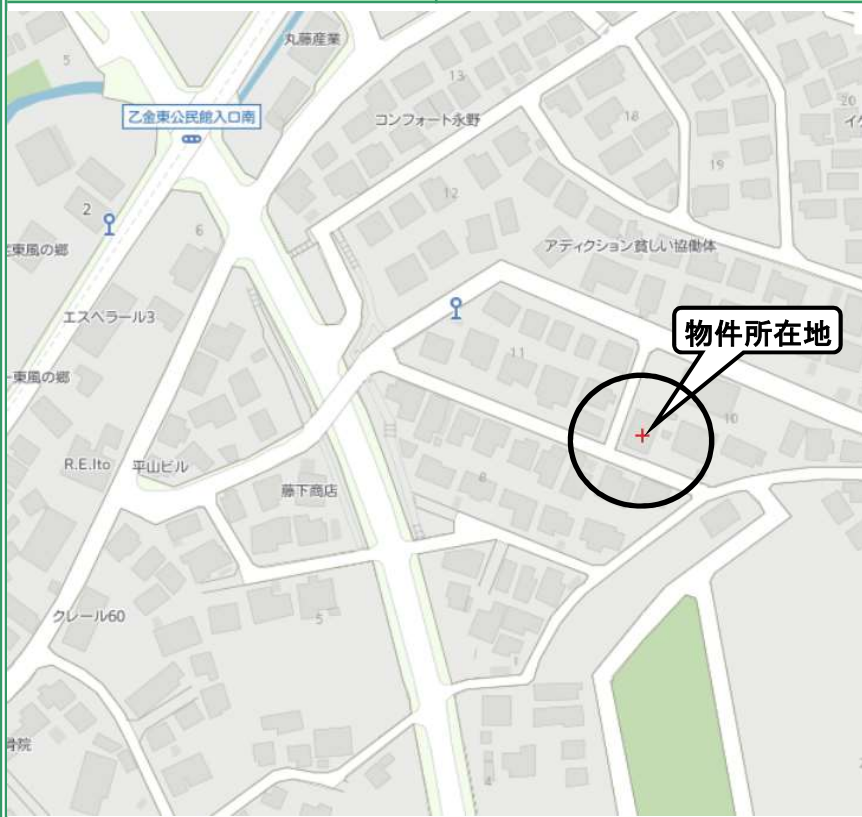 丸藤産業
5
13
乙金東公民館入口南
コンフォート永野
18
20
イケ
19
12
2
6
東風の郷
アディクション貧しい協働体
エスペラール3
物件所在地
11
東風の郷
10
R.E.Ito
平山ビル
8
藤下商店
クレール60
5
骨院
4